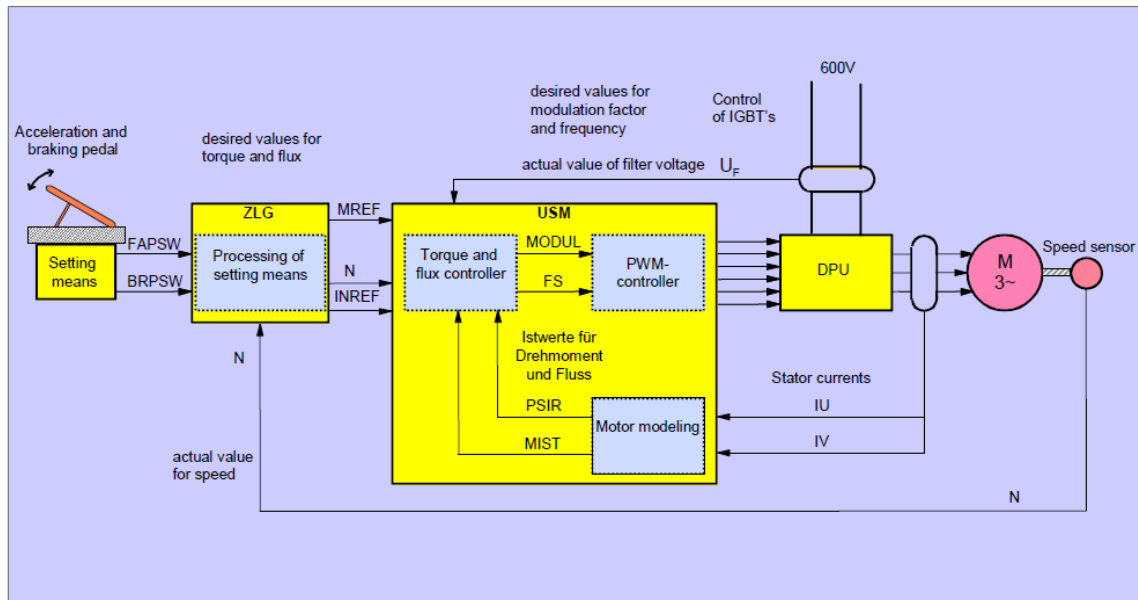 600V
desired values for
modulation factor
and frequency
Control
of IGBT's
Acceleration and
braking pedal
desired values for
torque and flux
actual value of filter voltage UF
ZLG
MREF
USM
FAPSW
Setting
means
BRPSW
Processing of
setting means
N
INREF
Torque and
flux controller
MODUL
FS
PWM-
controller
DPU
M
3~
Speed sensor
Istwerte für
Drehmoment
und Fluss
N
Stator currents
PSIR
MIST
Motor modeling
IU
IV
actual value
for speed
N